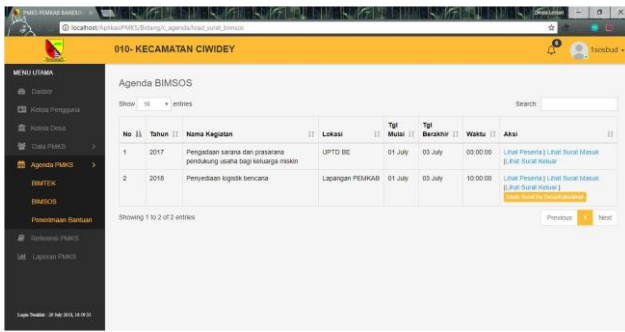 PMKS PEMKAB BANDU
localhost/AplikasiPMKS/Bidang/c_agenda/load_surat_bimsos
010- KECAMATAN CIWIDEY
1sosbud
MENU UTAMA
Kelola Pengguna
Kelola Desa
Data PMKS
Agenda PMKS
BIMTEK
BIMSOS
Penerimaan Bantuan
Referensi PMKS
Laporan PMKS
Agenda BIMSOS
Show 10 entries
Search:
No Tahun Nama Kegiatan Lokasi Tgl Mulai Tgl Berakhir Waktu Aksi
1 2017 Pengadaan sarana dan prasarana UPTD BE 01 July 03 July 03:00:00 Lihat Peserta | Lihat Surat Masuk
pendukung usaha bagi keluarga miskin |Lihat Surat Keluar
2 2018 Penyediaan logistik bencana Lapangan PEMKAB 01 July 03 July 10:00:00 Lihat Peserta | Lihat Surat Masuk
|Lihat Surat Keluar |
Showing 1 to 2 of 2 entries
Previous 1 Next